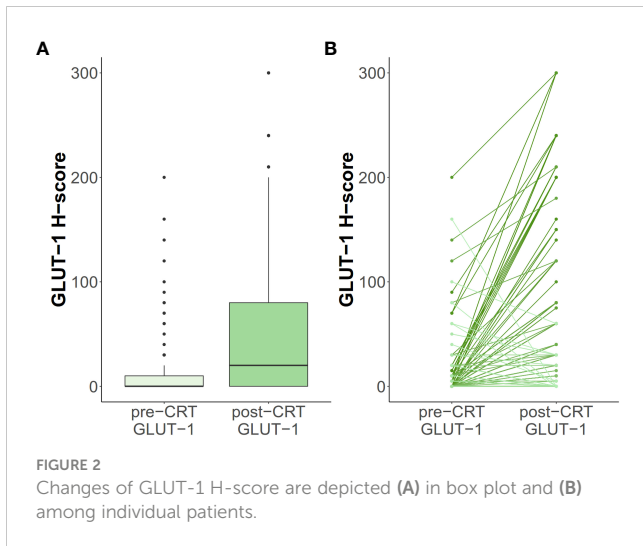 A
B
GLUT-1 H-score
300
200
100
0
pre-CRT
GLUT-1
post-CRT
GLUT-1
GLUT-1 H-score
300
200
100
0
pre-CRT
GLUT-1
post-CRT
GLUT-1
FIGURE 2
Changes of GLUT-1 H-score are depicted (A) in box plot and (B)
among individual patients.